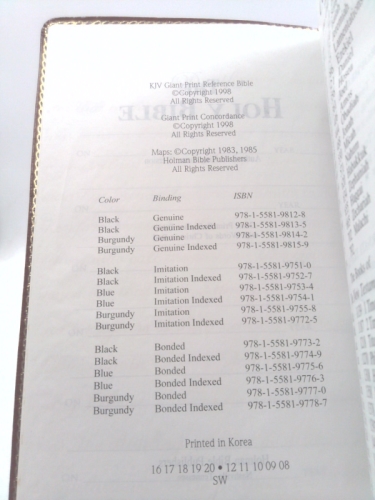 KJV Giant Print Reference Bible
©Copyright 1998
All Rights Reserved
Giant Print Concordance
©Copyright 1998
All Rights Reserved
Maps: ©Copyright 1983, 1985
Holman Bible Publishers
All Rights Reserved
Color Binding ISBN
Black Genuine 978-1-5581-9812-8
Black Genuine Indexed 978-1-5581-9813-5
Burgundy Genuine 978-1-5581-9814-2
Burgundy Genuine Indexed 978-1-5581-9815-9
Black Imitation 978-1-5581-9751-0
Black Imitation Indexed 978-1-5581-9752-7
Blue Imitation 978-1-5581-9753-4
Blue Imitation Indexed 978-1-5581-9754-1
Burgundy Imitation 978-1-5581-9755-8
Burgundy Imitation Indexed 978-1-5581-9772-5
Black Bonded 978-1-5581-9773-2
Black Bonded Indexed 978-1-5581-9774-9
Blue Bonded 978-1-5581-9775-6
Blue Bonded Indexed 978-1-5581-9776-3
Burgundy Bonded 978-1-5581-9777-0
Burgundy Bonded Indexed 978-1-5581-9778-7
Printed in Korea
16 17 18 19 20 • 12 11 10 09 08
SW
HOLY BIBLE